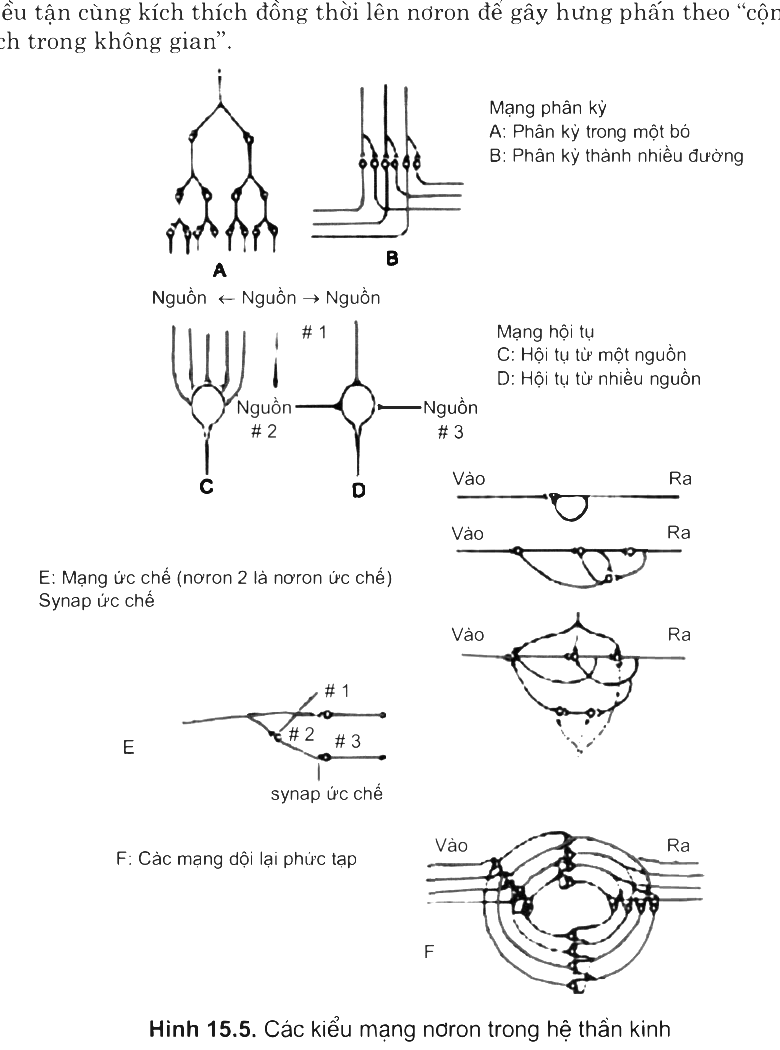 ều tận cùng kích thích đồng thời lên nơron để gây hưng phấn theo “cộn
ch trong không gian”.
Mạng phân kỳ
A: Phân kỳ trong một bó
B: Phân kỳ thành nhiều đường
A
B
Nguồn ← Nguồn → Nguồn
# 1
Mạng hội tụ
C: Hội tụ từ một nguồn
D: Hội tụ từ nhiều nguồn
Nguồn
# 2
Nguồn
# 3
C
D
Vào Ra
Vào Ra
E: Mạng ức chế (nơron 2 là nơron ức chế)
Synap ức chế
Vào Ra
# 1
# 2
# 3
E
synap ức chế
Vào Ra
F: Các mạng dội lại phức tạp
F
Hình 15.5. Các kiểu mạng nơron trong hệ thần kinh